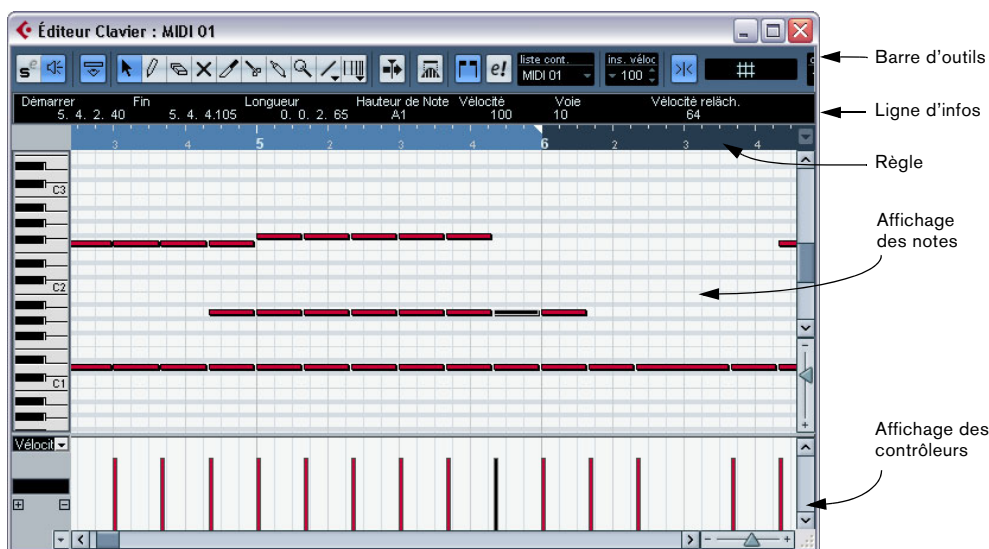 Éditeur Clavier : MIDI 01
Barre d'outils
liste cont.
MIDI 01
ins. véloc
100
Démarrer Fin Longueur Hauteur de Note Vélocité Voie Vélocité relâch.
5. 4. 2. 40 5. 4. 4.105 0. 0. 2. 65 A1 100 10 64
Ligne d'infos
3 4 5 2 3 4 6 2 3 4
Règle
C3
Affichage
des notes
C2
C1
Vélocit
Affichage des
contrôleurs